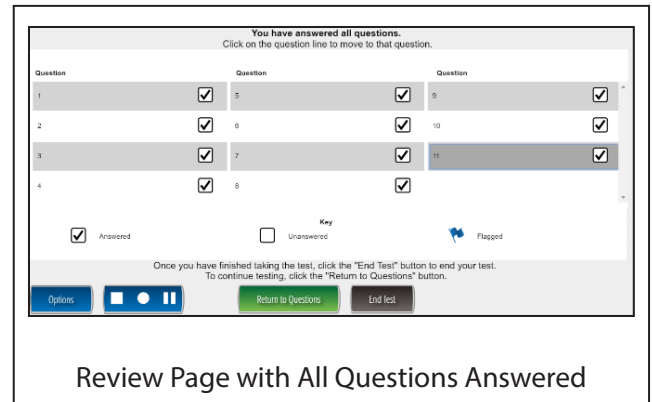 You have answered all questions.
Click on the question line to move to that question.
Question Question Question
1 5 9
2 6 10
3 7 11
4 8
Key
Answered Unanswered Flagged
Once you have finished taking the test, click the "End Test" button to end your test.
To continue testing, click the "Return to Questions" button.
Options Return to Questions End Test
Review Page with All Questions Answered